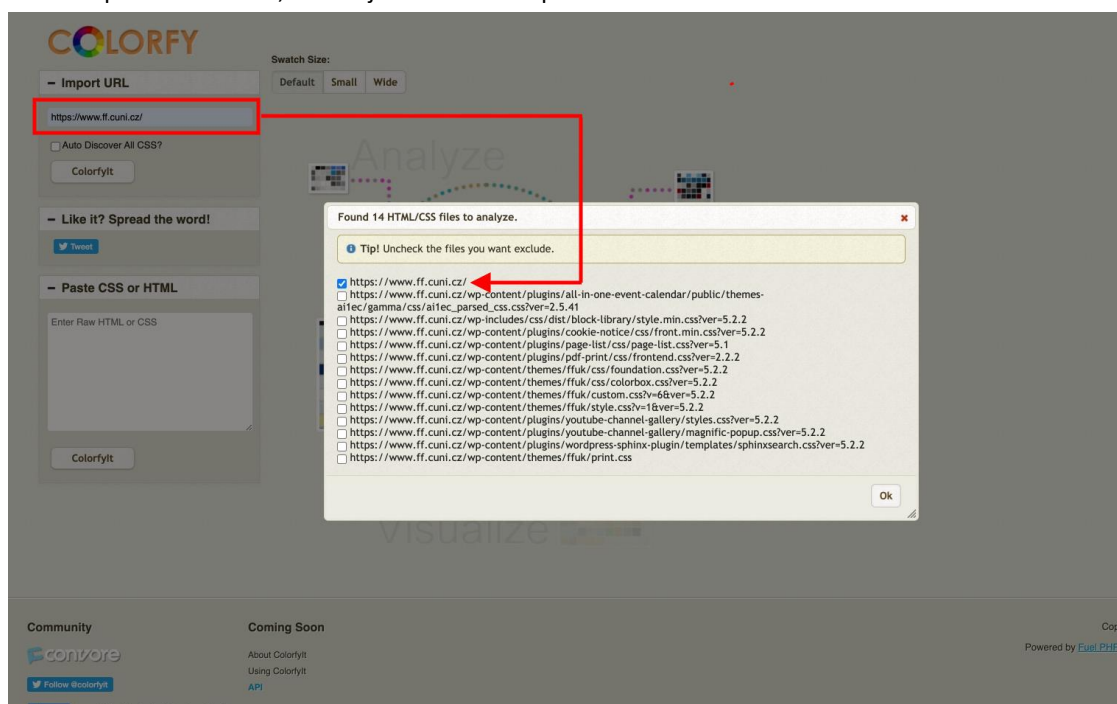 COLORFY
Swatch Size:
Default Small Wide
– Import URL
https://www.ff.cuni.cz/
Auto Discover All CSS?
ColorfyIt
Analyze
– Like it? Spread the word!
Tweet
– Paste CSS or HTML
Enter Raw HTML or CSS
ColorfyIt
Found 14 HTML/CSS files to analyze.
Tip! Uncheck the files you want exclude.
https://www.ff.cuni.cz/
https://www.ff.cuni.cz/wp-content/plugins/all-in-one-event-calendar/public/themes-
ai1ec/gamma/css/ai1ec_parsed_css.css?ver=2.5.41
https://www.ff.cuni.cz/wp-includes/css/dist/block-library/style.min.css?ver=5.2.2
https://www.ff.cuni.cz/wp-content/plugins/cookie-notice/css/front.min.css?ver=5.2.2
https://www.ff.cuni.cz/wp-content/plugins/page-list/css/page-list.css?ver=5.1
https://www.ff.cuni.cz/wp-content/plugins/pdf-print/css/frontend.css?ver=2.2.2
https://www.ff.cuni.cz/wp-content/themes/ffuk/css/foundation.css?ver=5.2.2
https://www.ff.cuni.cz/wp-content/themes/ffuk/css/colorbox.css?ver=5.2.2
https://www.ff.cuni.cz/wp-content/themes/ffuk/custom.css?v=6&ver=5.2.2
https://www.ff.cuni.cz/wp-content/themes/ffuk/style.css?v=1&ver=5.2.2
https://www.ff.cuni.cz/wp-content/plugins/youtube-channel-gallery/styles.css?ver=5.2.2
https://www.ff.cuni.cz/wp-content/plugins/youtube-channel-gallery/magnific-popup.css?ver=5.2.2
https://www.ff.cuni.cz/wp-content/plugins/wordpress-sphinx-plugin/templates/sphinxsearch.css?ver=5.2.2
https://www.ff.cuni.cz/wp-content/themes/ffuk/print.css
Ok
Visualize
Community
convore
Follow @colorfyit
Coming Soon
About ColorfyIt
Using ColorfyIt
API
Cop
Powered by Fuel PHP